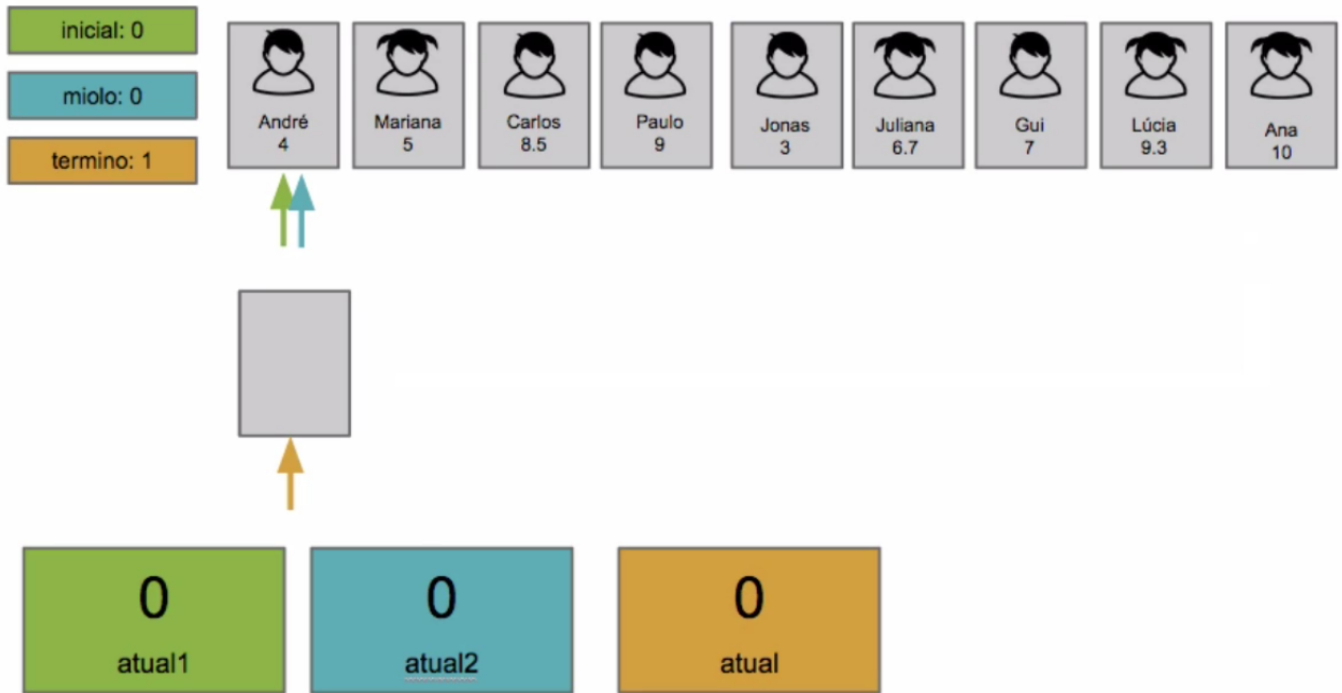 inicial: 0
miolo: 0
termino: 1
André
4
Mariana
5
Carlos
8.5
Paulo
9
Jonas
3
Juliana
6.7
Gui
7
Lúcia
9.3
Ana
10
0
atual1
0
atual2
0
atual